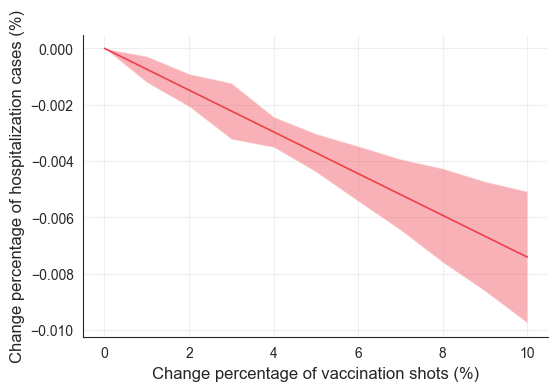 Change percentage of hospitalization cases (%)
0.000
−0.002
−0.004
−0.006
−0.008
−0.010
0 2 4 6 8 10
Change percentage of vaccination shots (%)